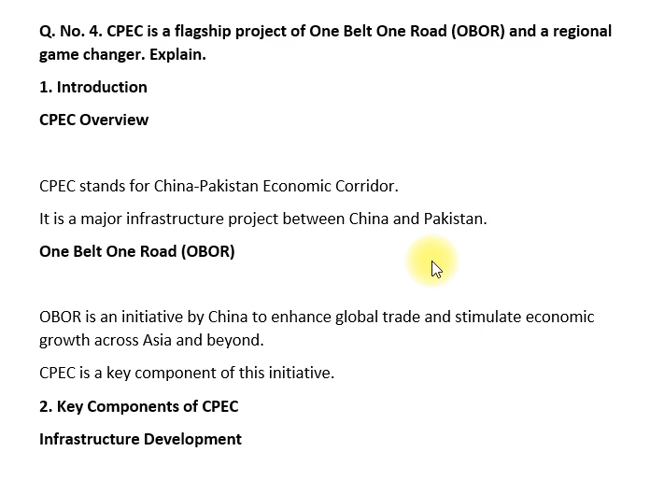 Q. No. 4. CPEC is a flagship project of One Belt One Road (OBOR) and a regional
game changer. Explain.
1. Introduction
CPEC Overview
CPEC stands for China-Pakistan Economic Corridor.
It is a major infrastructure project between China and Pakistan.
One Belt One Road (OBOR)
OBOR is an initiative by China to enhance global trade and stimulate economic
growth across Asia and beyond.
CPEC is a key component of this initiative.
2. Key Components of CPEC
Infrastructure Development